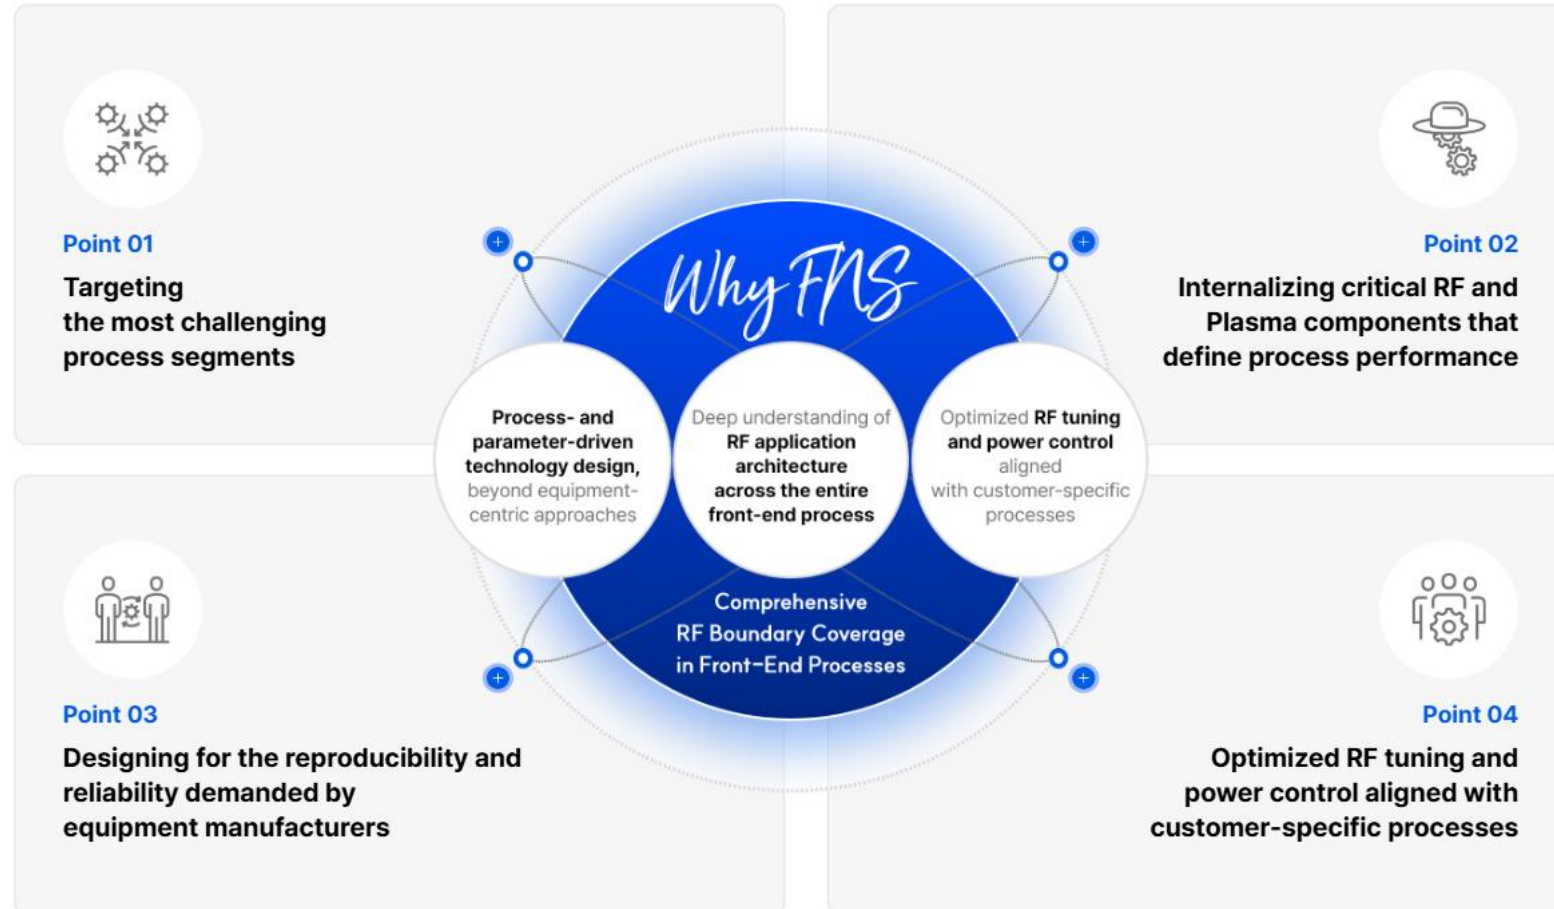 Point 01
Targeting
the most challenging
process segments
Point 02
Internalizing critical RF and
Plasma components that
define process performance
Why FNS
Process- and
parameter-driven
technology design,
beyond equipment-
centric approaches
Deep understanding of
RF application
architecture
across the entire
front-end process
Optimized RF tuning
and power control
aligned
with customer-specific
processes
Comprehensive
RF Boundary Coverage
in Front-End Processes
Point 03
Designing for the reproducibility and
reliability demanded by
equipment manufacturers
Point 04
Optimized RF tuning and
power control aligned with
customer-specific processes